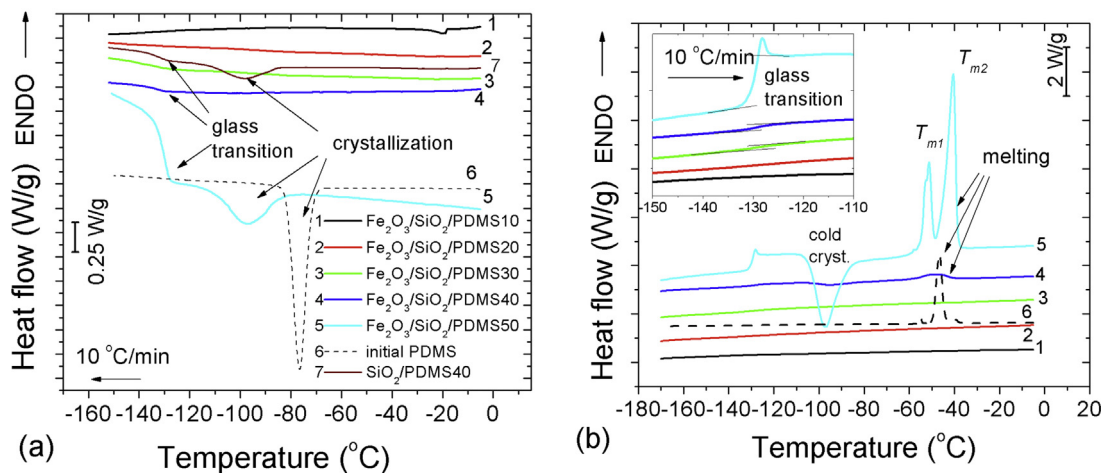 Heat flow (W/g) ENDO
0.25 W/g
1
2
7
3
4
glass
transition
crystallization
6
5
1 Fe₂O₃/SiO₂/PDMS10
2 Fe₂O₃/SiO₂/PDMS20
3 Fe₂O₃/SiO₂/PDMS30
4 Fe₂O₃/SiO₂/PDMS40
5 Fe₂O₃/SiO₂/PDMS50
6 initial PDMS
7 SiO₂/PDMS40
10 °C/min
-160 -140 -120 -100 -80 -60 -40 -20 0
(a) Temperature (°C)
Heat flow (W/g) ENDO
10 °C/min
glass
transition
-150 -140 -130 -120 -110
2 W/g
Tm2
Tm1
melting
cold
cryst.
5
4
3
6
2
1
-180 -160 -140 -120 -100 -80 -60 -40 -20 0 20
(b) Temperature (°C)